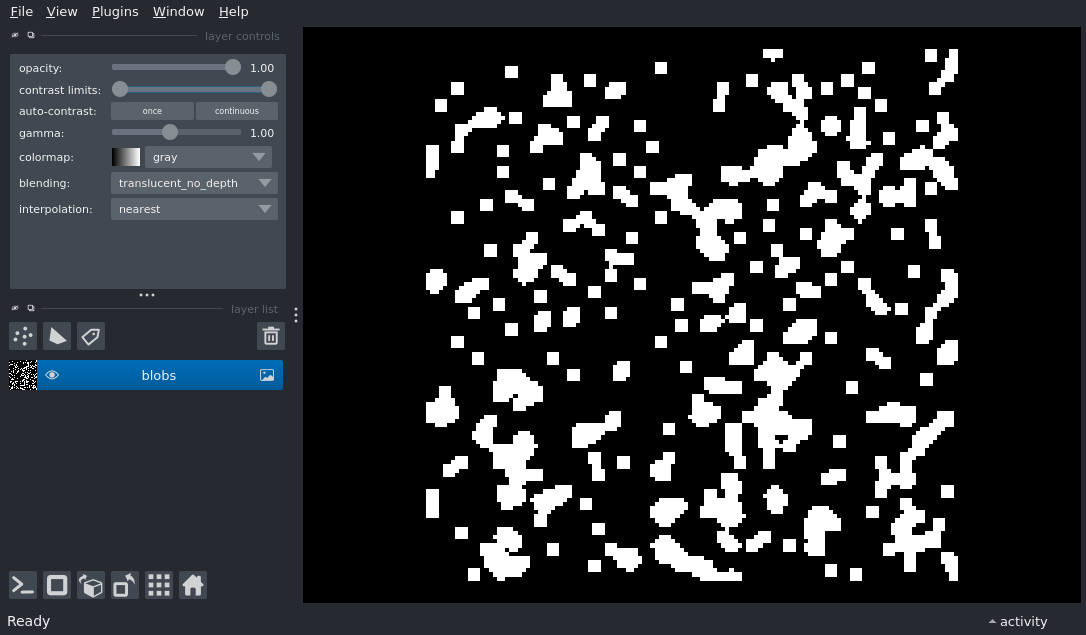 File View Plugins Window Help
layer controls
opacity: 1.00
contrast limits:
auto-contrast: once continuous
gamma: 1.00
colormap: gray
blending: translucent_no_depth
interpolation: nearest
layer list
blobs
Ready activity